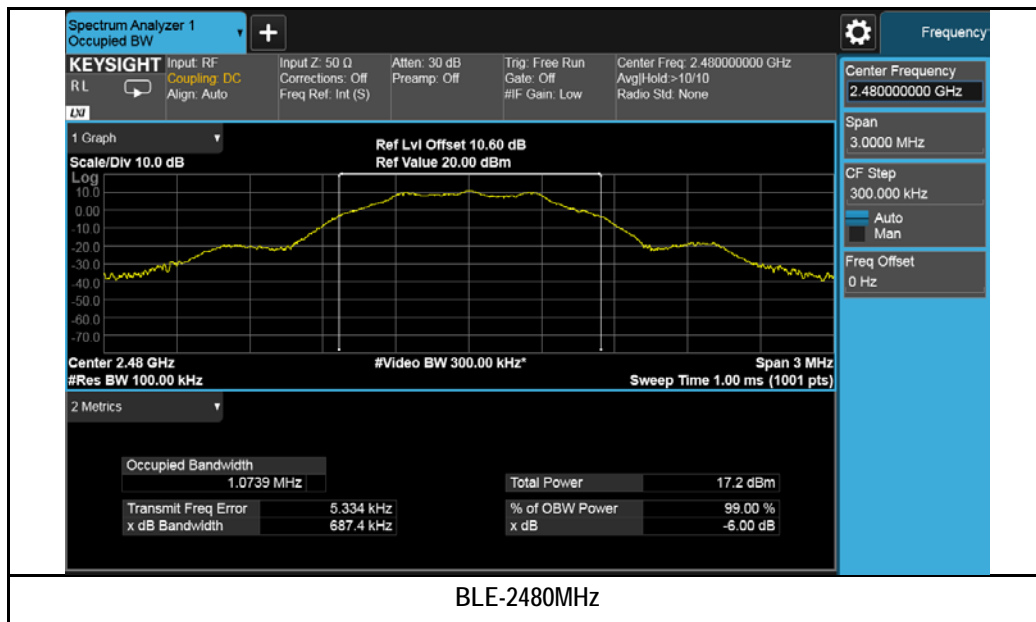 Spectrum Analyzer 1
Occupied BW
+
Frequency
KEYSIGHT
RL
LXI
Input: RF
Coupling: DC
Align: Auto
Input Z: 50 Ω
Corrections: Off
Freq Ref: Int (S)
Atten: 30 dB
Preamp: Off
Trig: Free Run
Gate: Off
#IF Gain: Low
Center Freq: 2.480000000 GHz
Avg|Hold:>10/10
Radio Std: None
Center Frequency
2.480000000 GHz
Span
3.0000 MHz
CF Step
300.000 kHz
Auto
Man
Freq Offset
0 Hz
1 Graph
Scale/Div 10.0 dB
Ref Lvl Offset 10.60 dB
Ref Value 20.00 dBm
Log
10.0
0.00
-10.0
-20.0
-30.0
-40.0
-50.0
-60.0
-70.0
Center 2.48 GHz
#Res BW 100.00 kHz
#Video BW 300.00 kHz*
Span 3 MHz
Sweep Time 1.00 ms (1001 pts)
2 Metrics
Occupied Bandwidth
1.0739 MHz
Transmit Freq Error 5.334 kHz
x dB Bandwidth 687.4 kHz
Total Power 17.2 dBm
% of OBW Power 99.00 %
x dB -6.00 dB
BLE-2480MHz